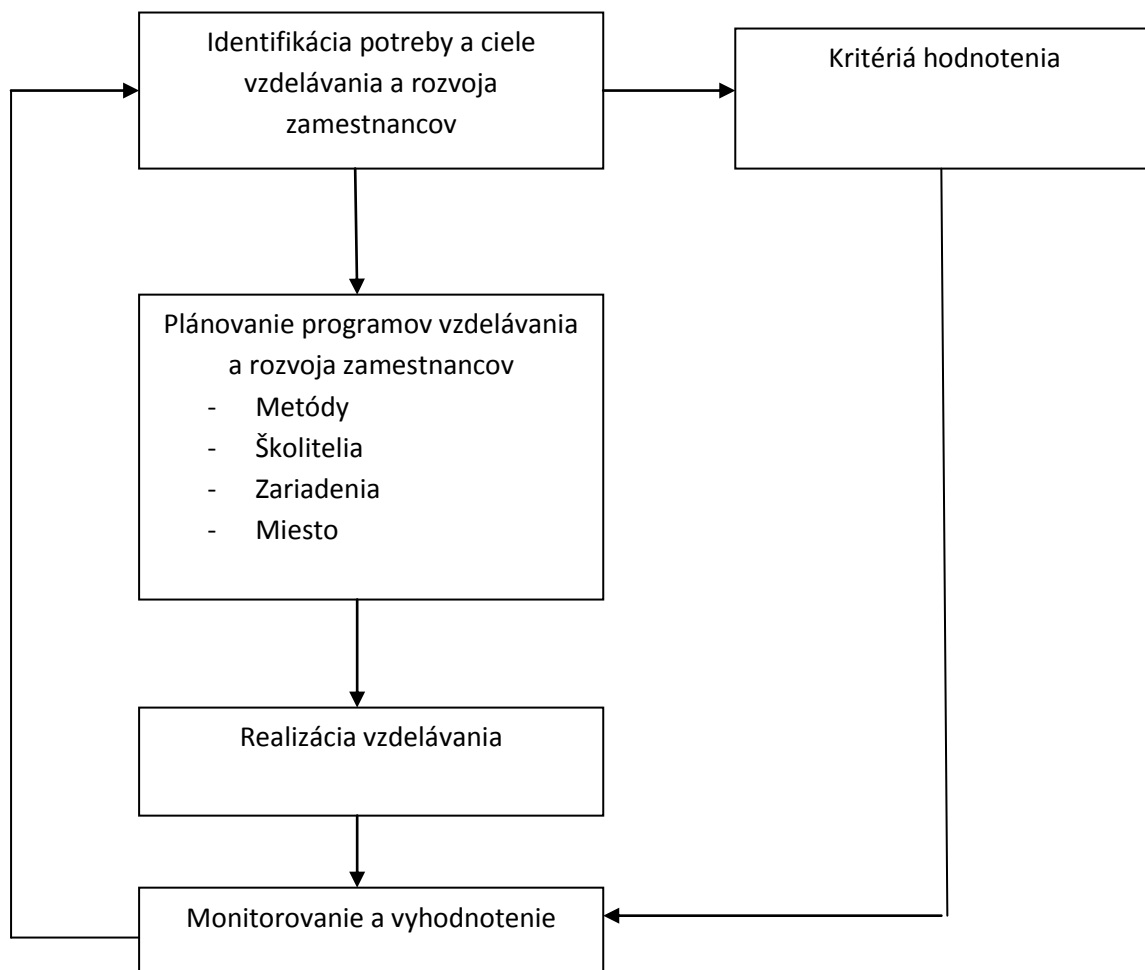 Identifikácia potreby a ciele
vzdelávania a rozvoja
zamestnancov
Kritériá hodnotenia
Plánovanie programov vzdelávania
a rozvoja zamestnancov
- Metódy
- Školitelia
- Zariadenia
- Miesto
Realizácia vzdelávania
Monitorovanie a vyhodnotenie